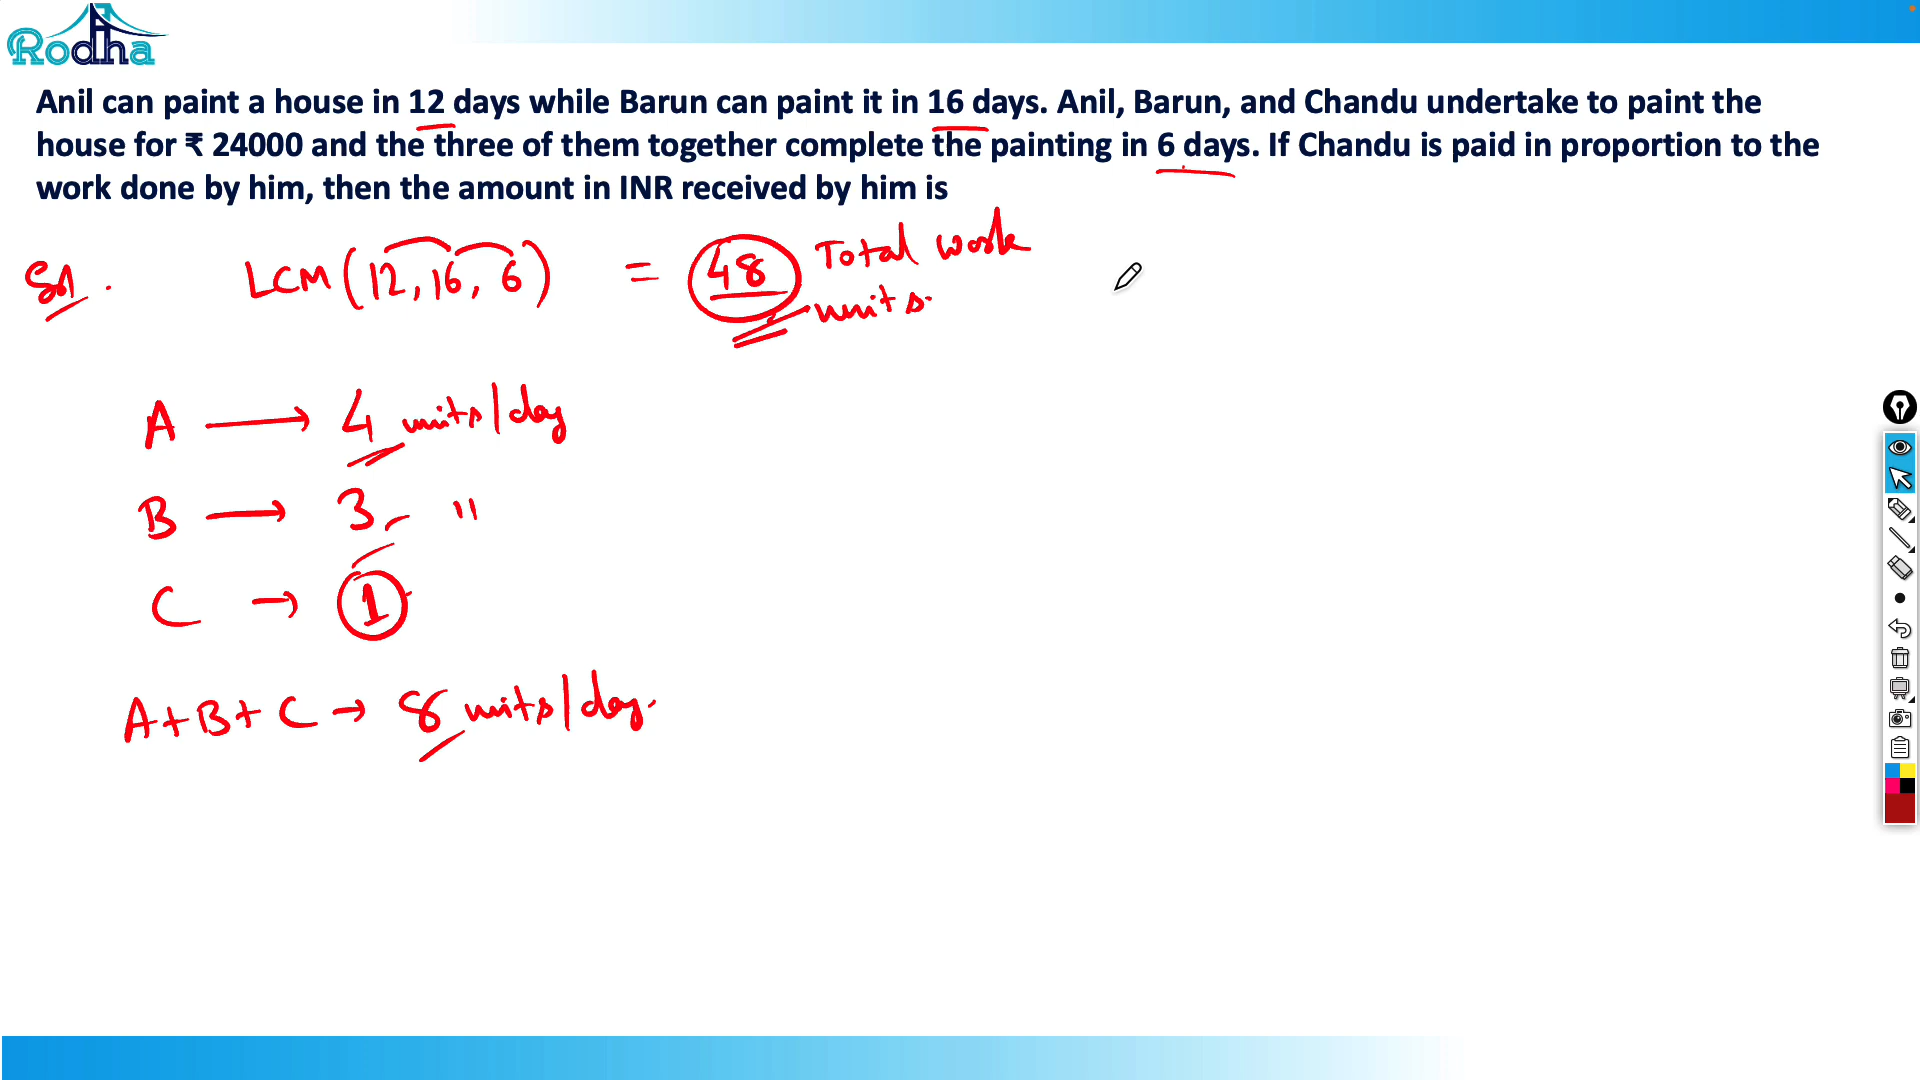 Rodha
Anil can paint a house in 12 days while Barun can paint it in 16 days. Anil, Barun, and Chandu undertake to paint the
house for ₹ 24000 and the three of them together complete the painting in 6 days. If Chandu is paid in proportion to the
work done by him, then the amount in INR received by him is
Sol. LCM (12, 16, 6) = 48 Total work
units.
A → 4 units/day
B → 3 "
C → 1
A+B+C → 8 units/day.